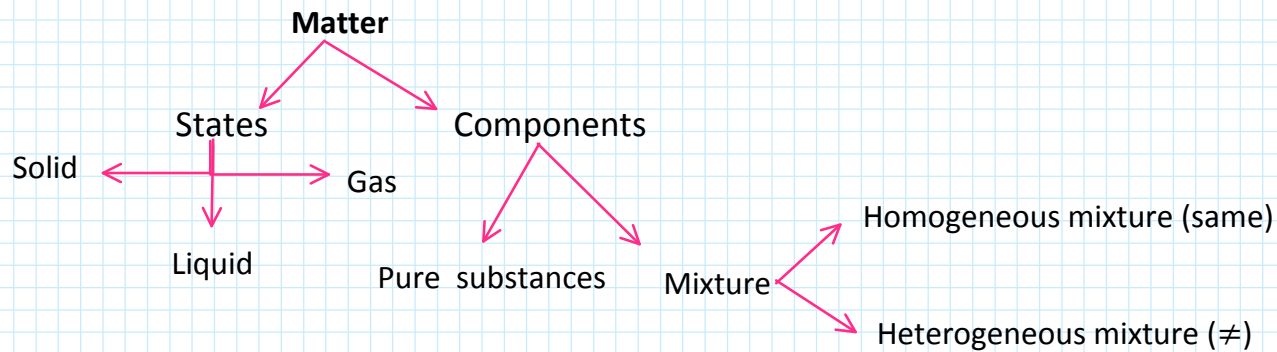 Matter
States
Components
Solid
Gas
Liquid
Pure substances
Mixture
Homogeneous mixture (same)
Heterogeneous mixture (≠)